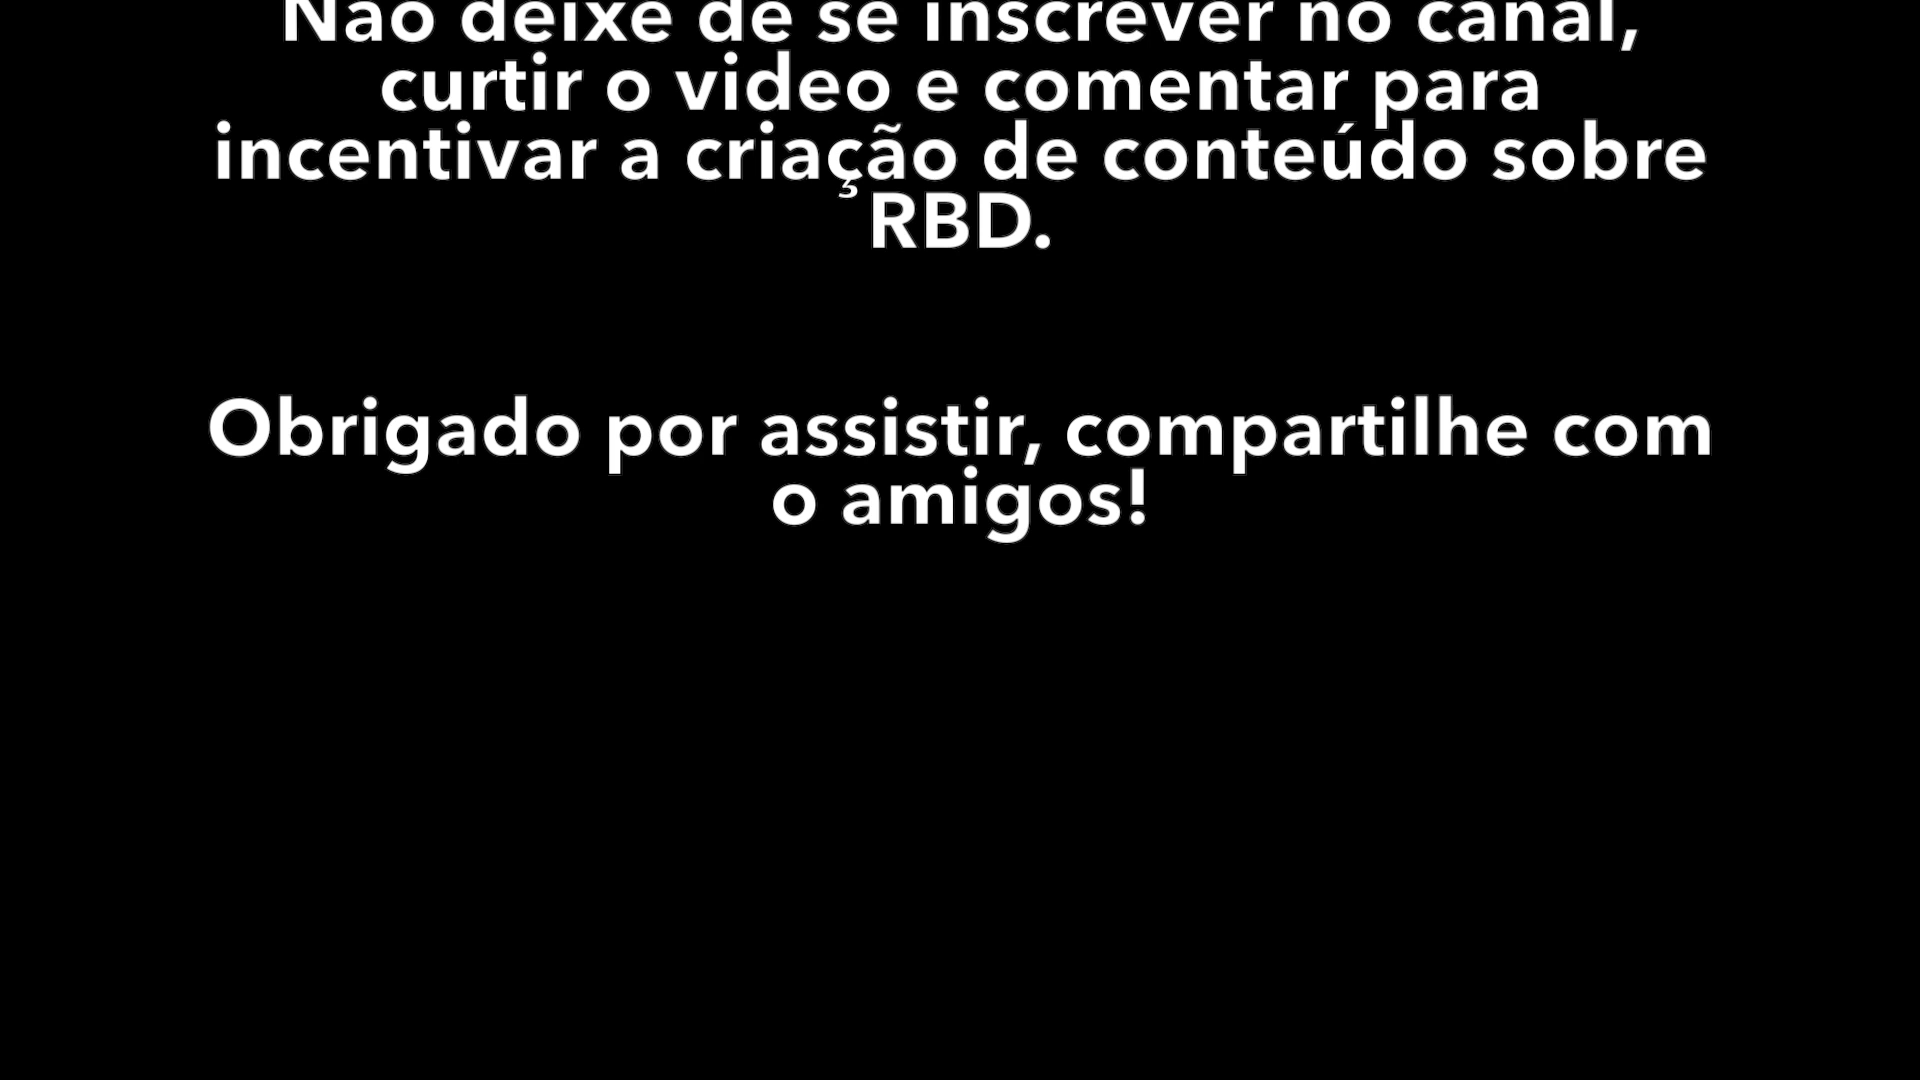 Não deixe de se inscrever no canal,
curtir o video e comentar para
incentivar a criação de conteúdo sobre
RBD.
Obrigado por assistir, compartilhe com
o amigos!